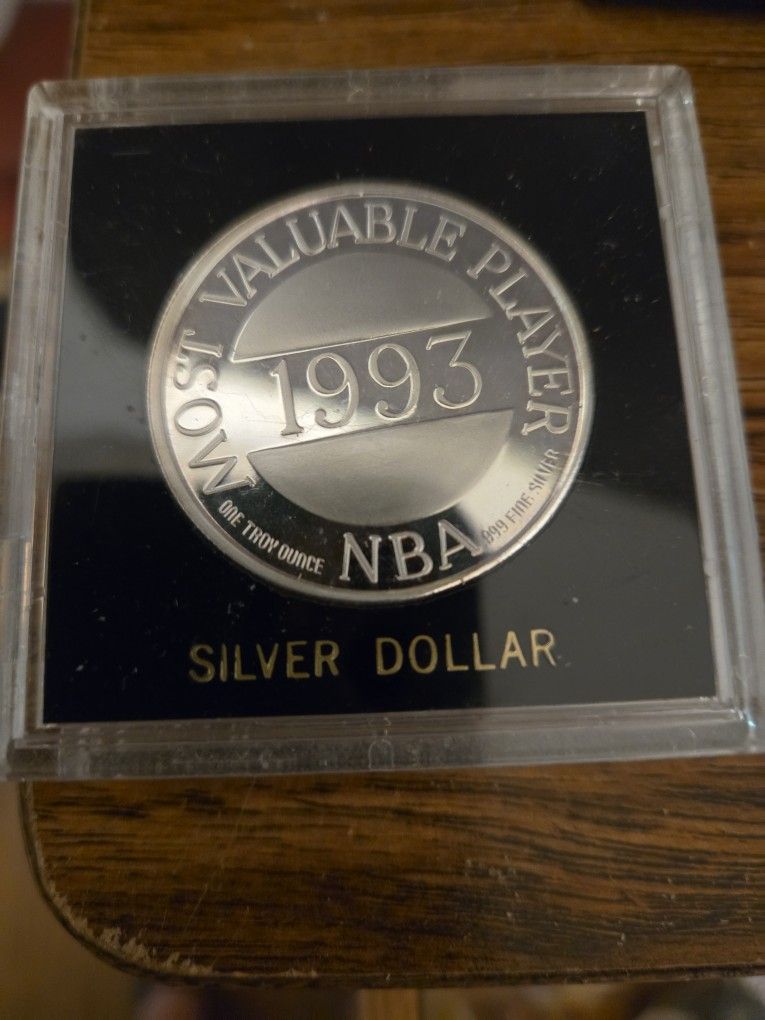 MOST VALUABLE PLAYER
1993
ONE TROY OUNCE
NBA
.999 FINE SILVER
SILVER DOLLAR